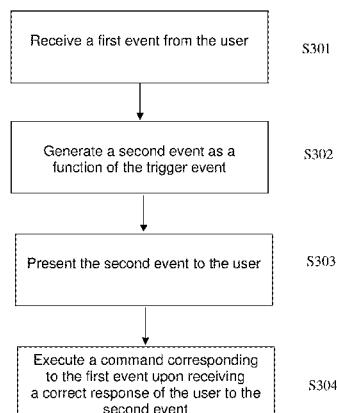 Receive a first event from the user
S301
Generate a second event as a
function of the trigger event
S302
Present the second event to the user
S303
Execute a command corresponding
to the first event upon receiving
a correct response of the user to the
second event
S304